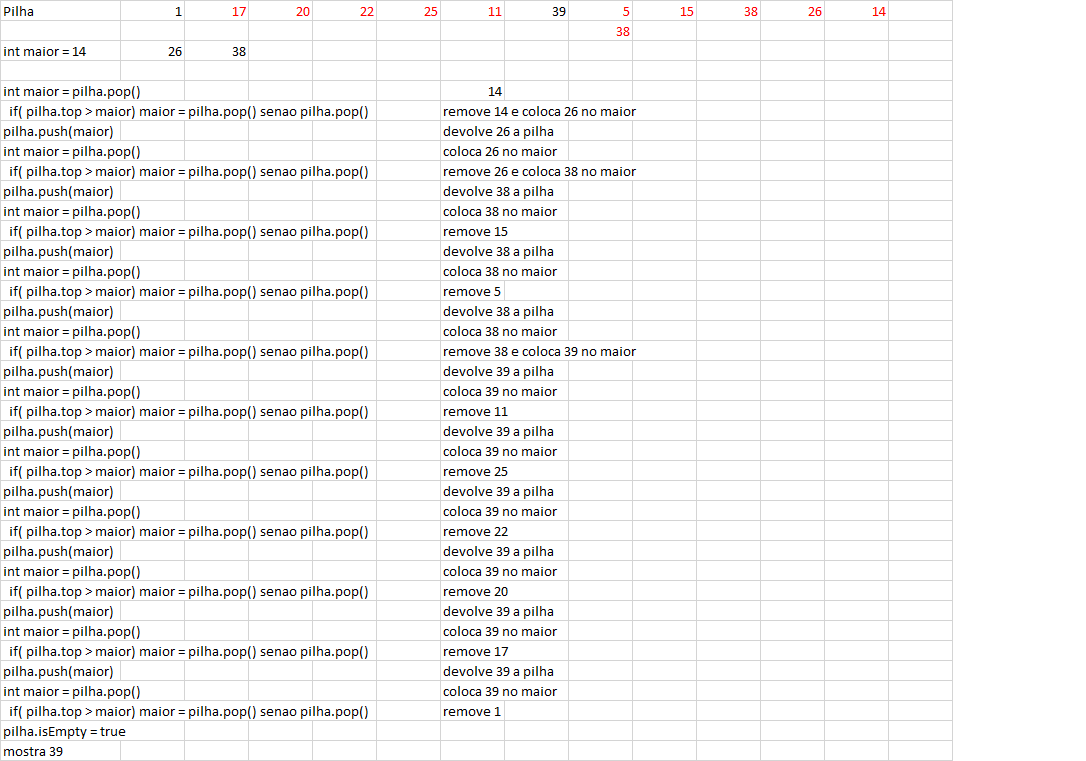 Pilha 1 17 20 22 25 11 39 5 15 38 26 14
38
int maior = 14 26 38
int maior = pilha.pop() 14
if( pilha.top > maior) maior = pilha.pop() senao pilha.pop() remove 14 e coloca 26 no maior
pilha.push(maior) devolve 26 a pilha
int maior = pilha.pop() coloca 26 no maior
if( pilha.top > maior) maior = pilha.pop() senao pilha.pop() remove 26 e coloca 38 no maior
pilha.push(maior) devolve 38 a pilha
int maior = pilha.pop() coloca 38 no maior
if( pilha.top > maior) maior = pilha.pop() senao pilha.pop() remove 15
pilha.push(maior) devolve 38 a pilha
int maior = pilha.pop() coloca 38 no maior
if( pilha.top > maior) maior = pilha.pop() senao pilha.pop() remove 5
pilha.push(maior) devolve 38 a pilha
int maior = pilha.pop() coloca 38 no maior
if( pilha.top > maior) maior = pilha.pop() senao pilha.pop() remove 38 e coloca 39 no maior
pilha.push(maior) devolve 39 a pilha
int maior = pilha.pop() coloca 39 no maior
if( pilha.top > maior) maior = pilha.pop() senao pilha.pop() remove 11
pilha.push(maior) devolve 39 a pilha
int maior = pilha.pop() coloca 39 no maior
if( pilha.top > maior) maior = pilha.pop() senao pilha.pop() remove 25
pilha.push(maior) devolve 39 a pilha
int maior = pilha.pop() coloca 39 no maior
if( pilha.top > maior) maior = pilha.pop() senao pilha.pop() remove 22
pilha.push(maior) devolve 39 a pilha
int maior = pilha.pop() coloca 39 no maior
if( pilha.top > maior) maior = pilha.pop() senao pilha.pop() remove 20
pilha.push(maior) devolve 39 a pilha
int maior = pilha.pop() coloca 39 no maior
if( pilha.top > maior) maior = pilha.pop() senao pilha.pop() remove 17
pilha.push(maior) devolve 39 a pilha
int maior = pilha.pop() coloca 39 no maior
if( pilha.top > maior) maior = pilha.pop() senao pilha.pop() remove 1
pilha.isEmpty = true
mostra 39